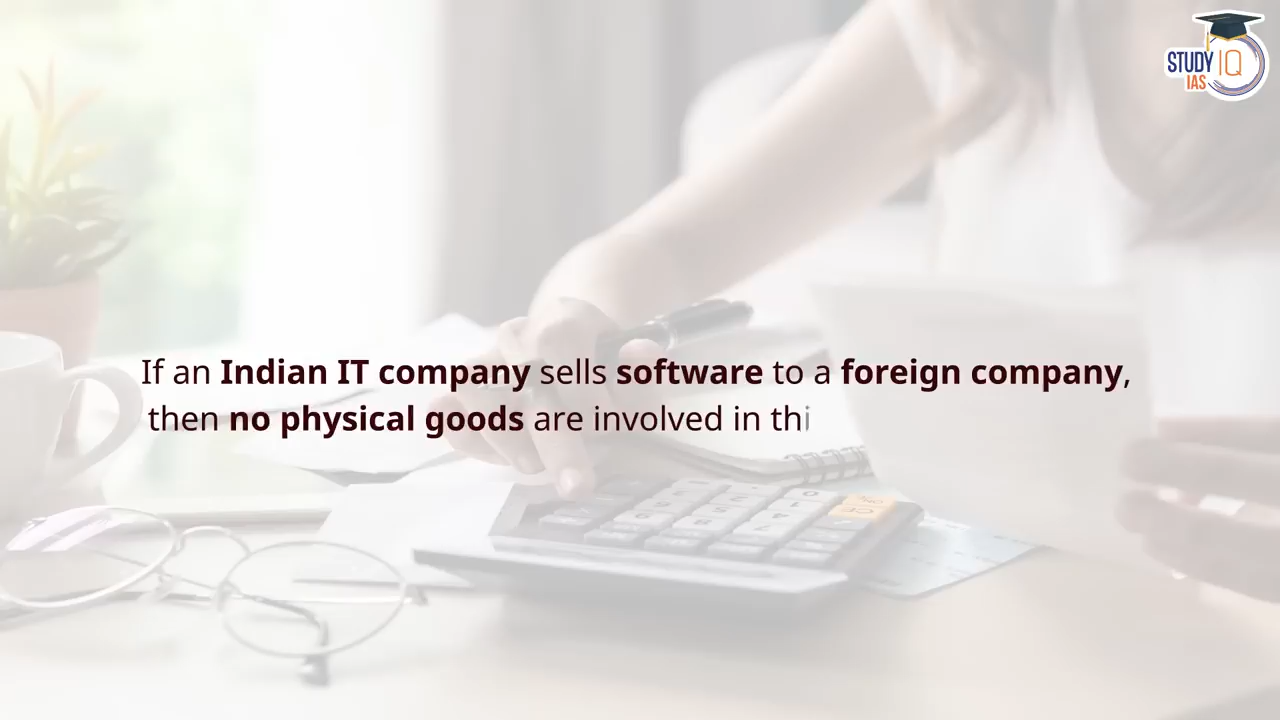 STUDY IQ
IAS
If an Indian IT company sells software to a foreign company,
then no physical goods are involved in thi